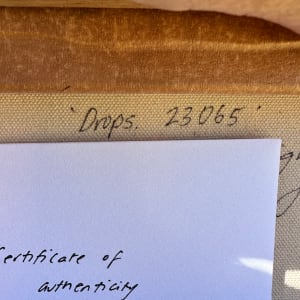 'Drops. 23065'
Certificate of
authenticity